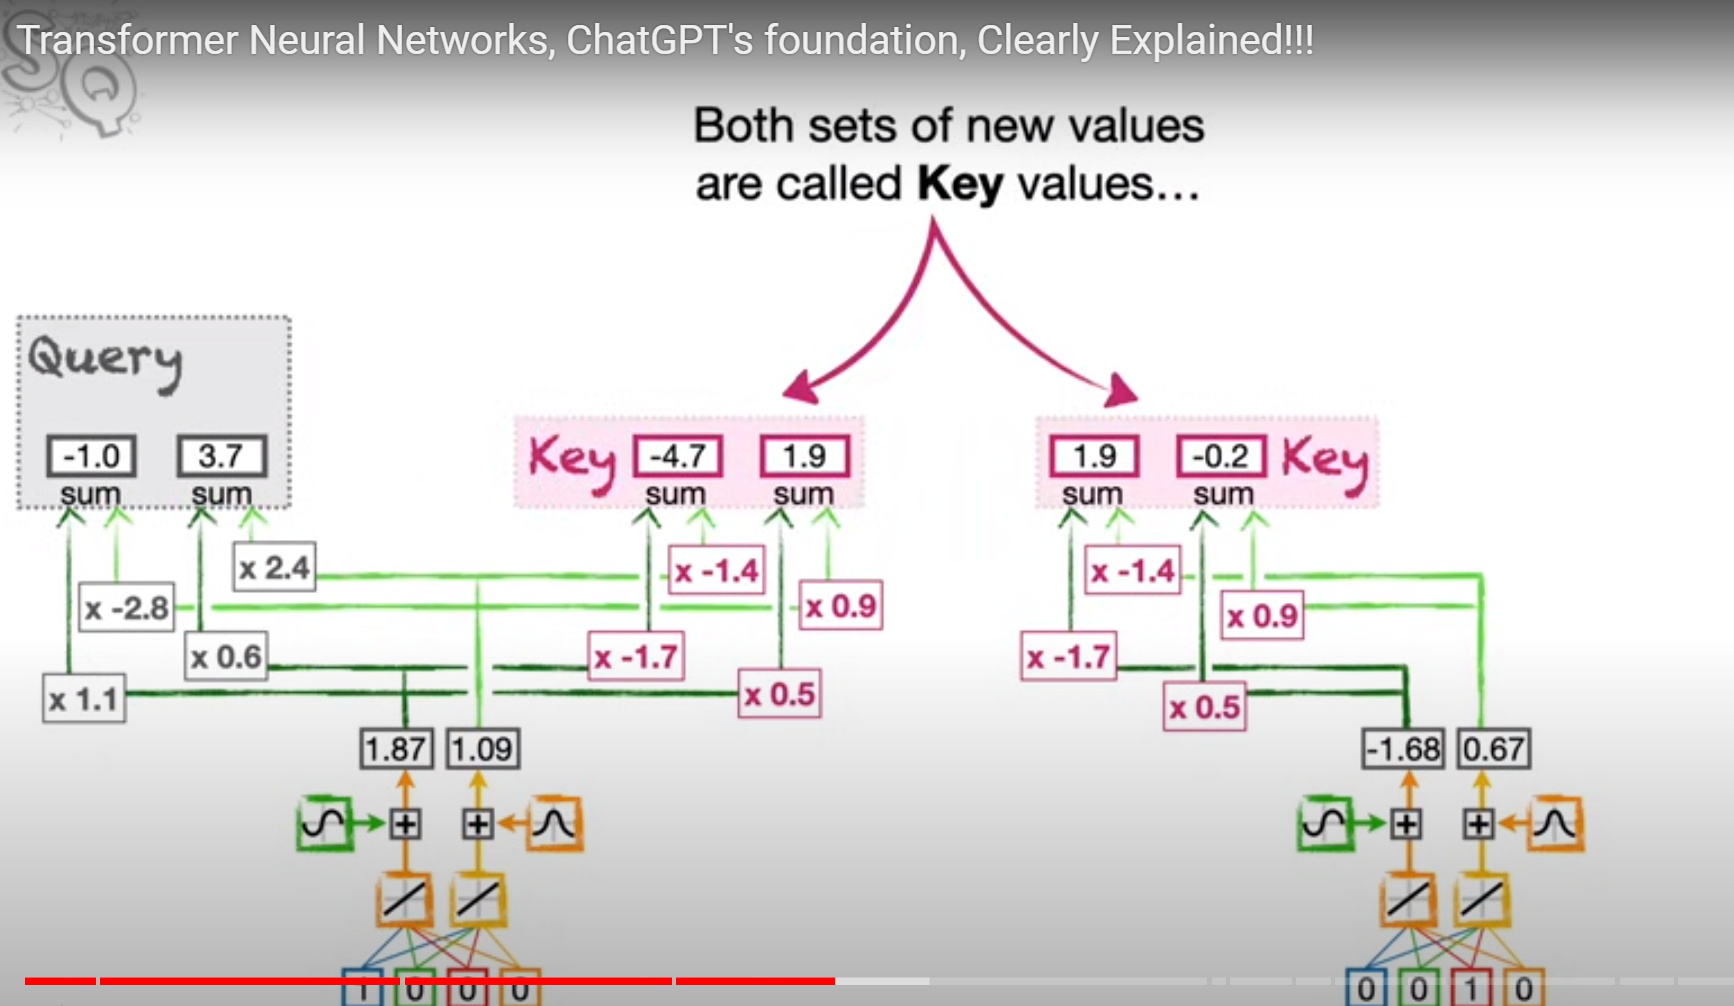 Transformer Neural Networks, ChatGPT's foundation, Clearly Explained!!!
SQ
Both sets of new values
are called Key values...
Query
-1.0 3.7
sum sum
Key -4.7 1.9
sum sum
1.9 -0.2 Key
sum sum
x 2.4 x -1.4 x -1.4
x -2.8 x 0.9 x 0.9
x 0.6 x -1.7 x -1.7
x 1.1 x 0.5 x 0.5
1.87 1.09 -1.68 0.67
+ + + +
1 0 0 0 0 0 1 0